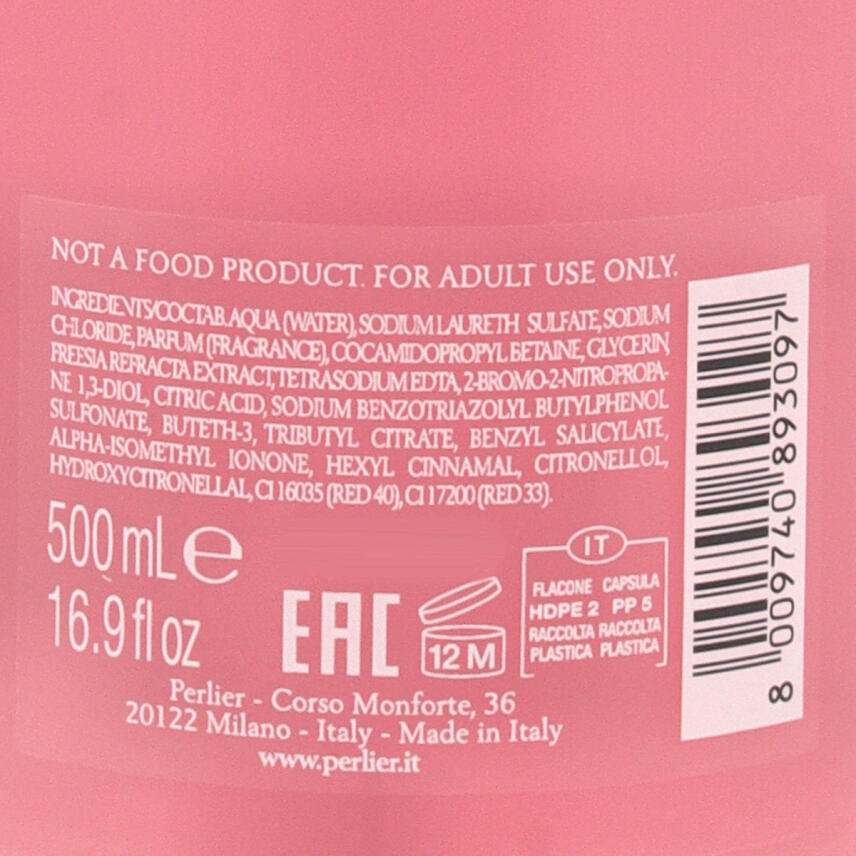 NOT A FOOD PRODUCT. FOR ADULT USE ONLY.
INGREDIENTS/COCTAB.AQUA (WATER), SODIUM LAURETH SULFATE, SODIUM
CHLORIDE, PARFUM (FRAGRANCE), COCAMIDOPROPYL BETAINE, GLYCERIN,
FREESIA REFRACTA EXTRACT, TETRASODIUM EDTA, 2-BROMO-2-NITROPROPA-
NE 1,3-DIOL, CITRIC ACID, SODIUM BENZOTRIAZOLYL BUTYLPHENOL
SULFONATE, BUTETH-3, TRIBUTYL CITRATE, BENZYL SALICYLATE,
ALPHA-ISOMETHYL IONONE, HEXYL CINNAMAL, CITRONELLOL,
HYDROXYCITRONELLAL, CI 16035 (RED 40), CI 17200 (RED 33).
500 mL e
16.9 fl oz
EAC
12 M
IT
FLACONE CAPSULA
HDPE 2 PP 5
RACCOLTA RACCOLTA
PLASTICA PLASTICA
Perlier - Corso Monforte, 36
20122 Milano - Italy - Made in Italy
www.perlier.it
8 009740 893097